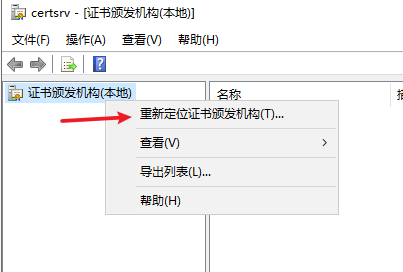 certsrv - [证书颁发机构(本地)]
文件(F) 操作(A) 查看(V) 帮助(H)
证书颁发机构(本地)
名称
重新定位证书颁发机构(T)...
查看(V)
导出列表(L)...
帮助(H)